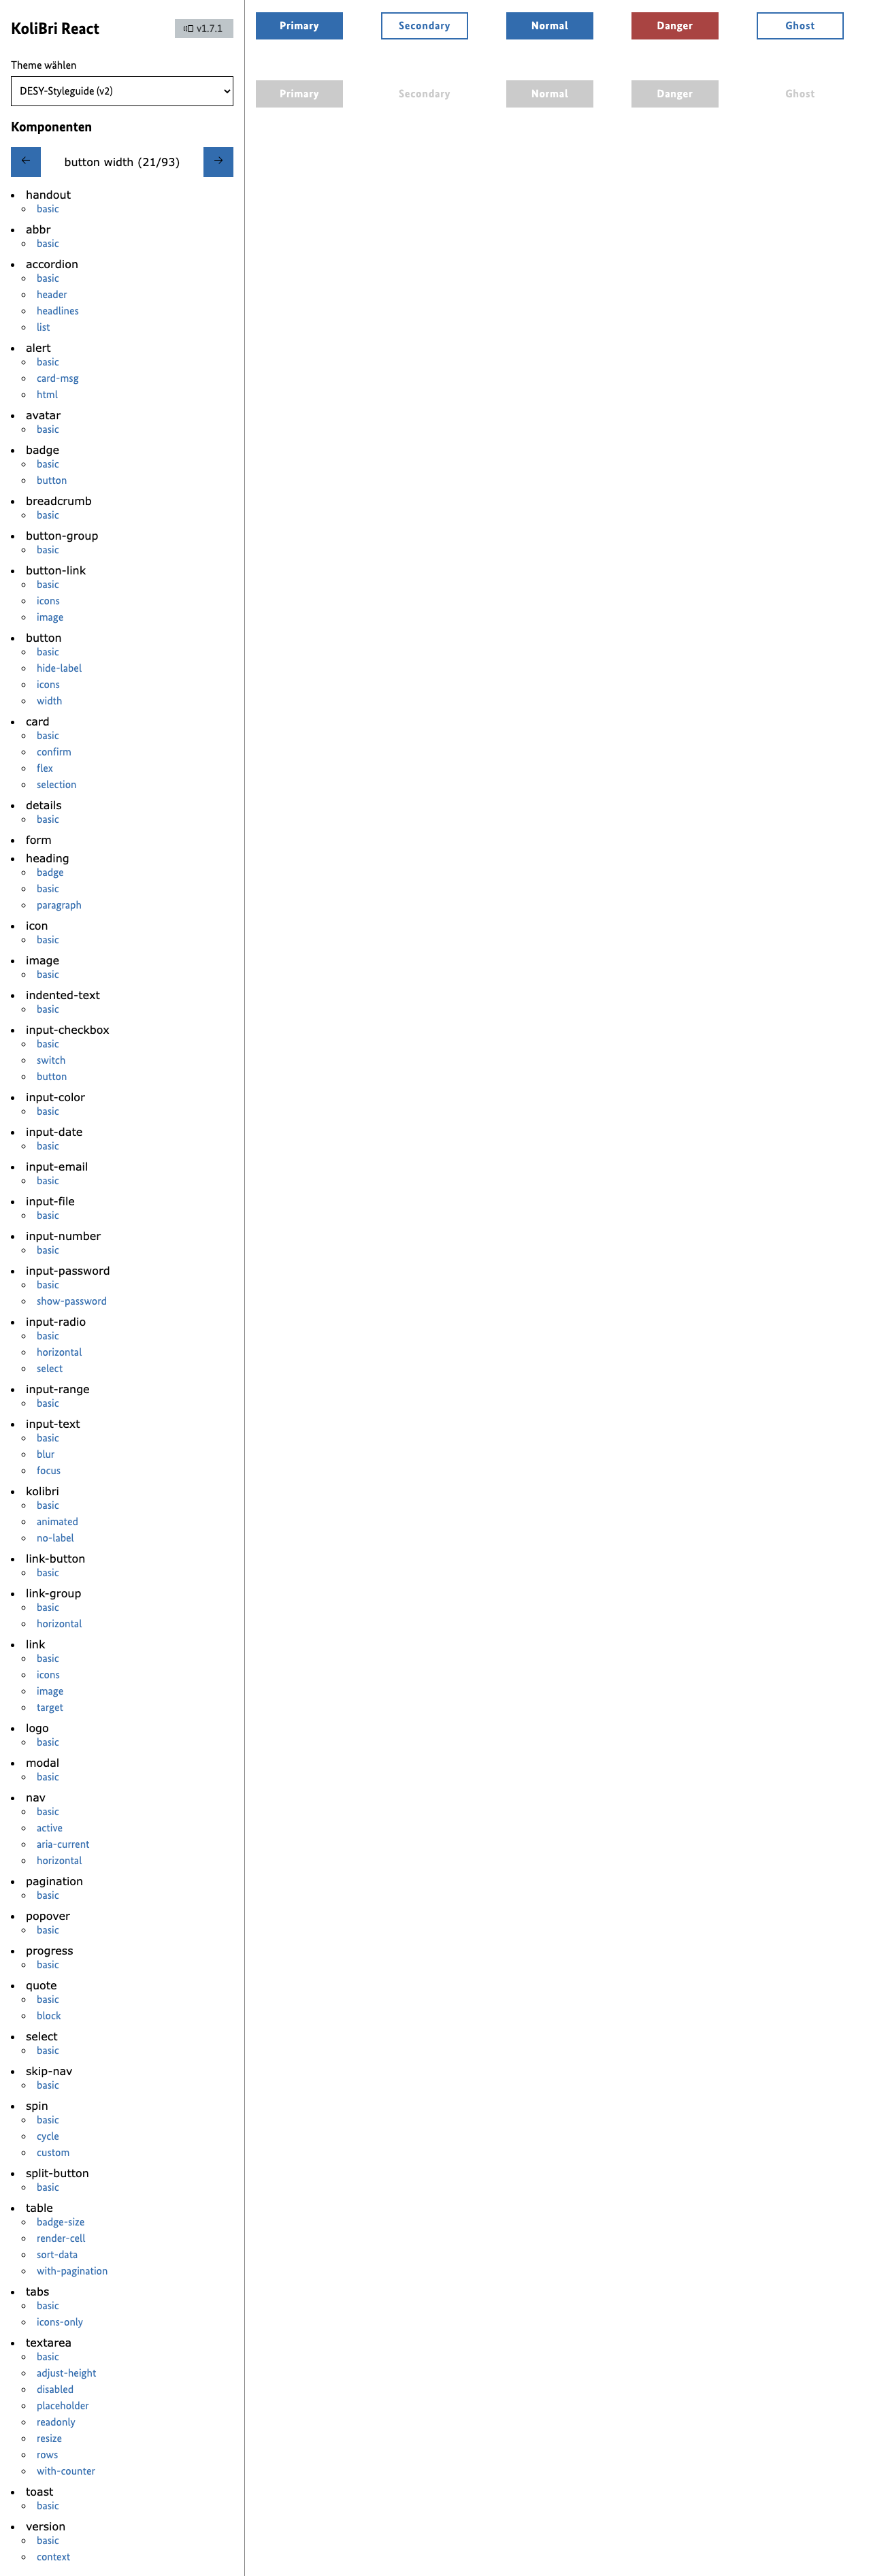 KoliBri React
v1.7.1
Theme wählen
DESY-Styleguide (v2)
Komponenten
button width (21/93)
handout
basic
abbr
basic
accordion
basic
header
headlines
list
alert
basic
card-msg
html
avatar
basic
badge
basic
button
breadcrumb
basic
button-group
basic
button-link
basic
icons
image
button
basic
hide-label
icons
width
card
basic
confirm
flex
selection
details
basic
form
heading
badge
basic
paragraph
icon
basic
image
basic
indented-text
basic
input-checkbox
basic
switch
button
input-color
basic
input-date
basic
input-email
basic
input-file
basic
input-number
basic
input-password
basic
show-password
input-radio
basic
horizontal
select
input-range
basic
input-text
basic
blur
focus
kolibri
basic
animated
no-label
link-button
basic
link-group
basic
horizontal
link
basic
icons
image
target
logo
basic
modal
basic
nav
basic
active
aria-current
horizontal
pagination
basic
popover
basic
progress
basic
quote
basic
block
select
basic
skip-nav
basic
spin
basic
cycle
custom
split-button
basic
table
badge-size
render-cell
sort-data
with-pagination
tabs
basic
icons-only
textarea
basic
adjust-height
disabled
placeholder
readonly
resize
rows
with-counter
toast
basic
version
basic
context
Primary Secondary Normal Danger Ghost
Primary Secondary Normal Danger Ghost